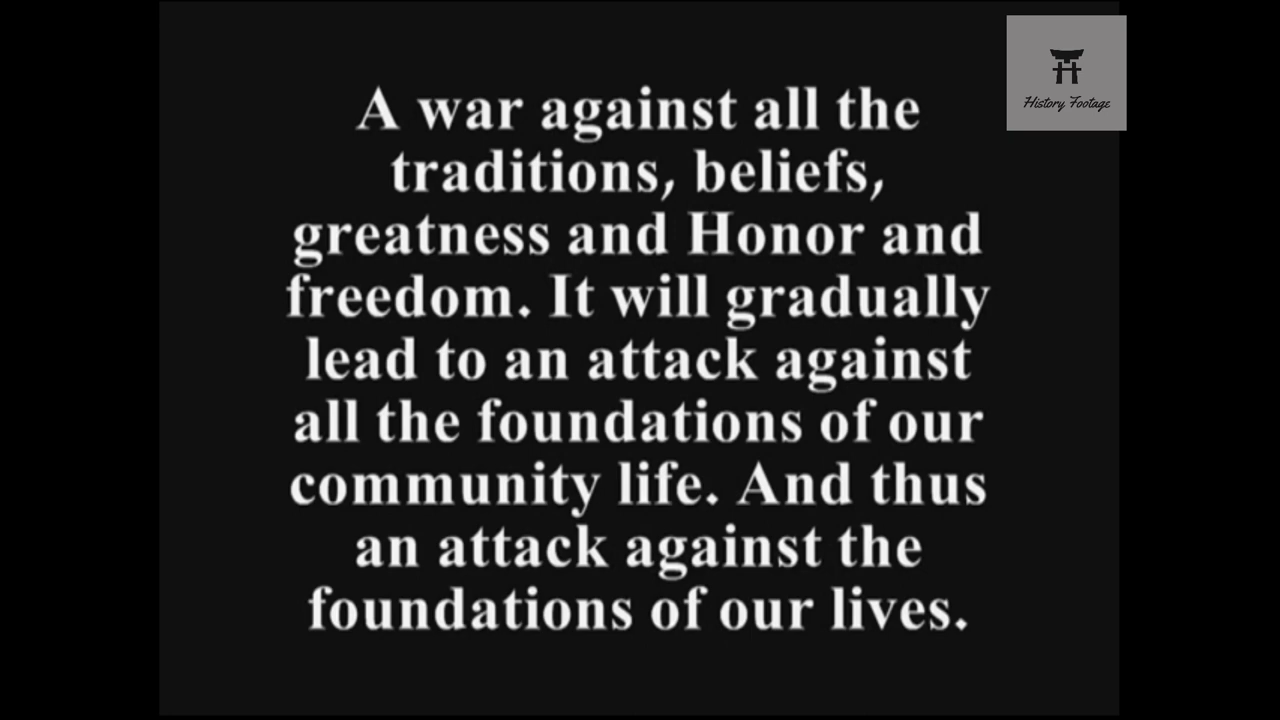 A war against all the
traditions, beliefs,
greatness and Honor and
freedom. It will gradually
lead to an attack against
all the foundations of our
community life. And thus
an attack against the
foundations of our lives.
History Footage